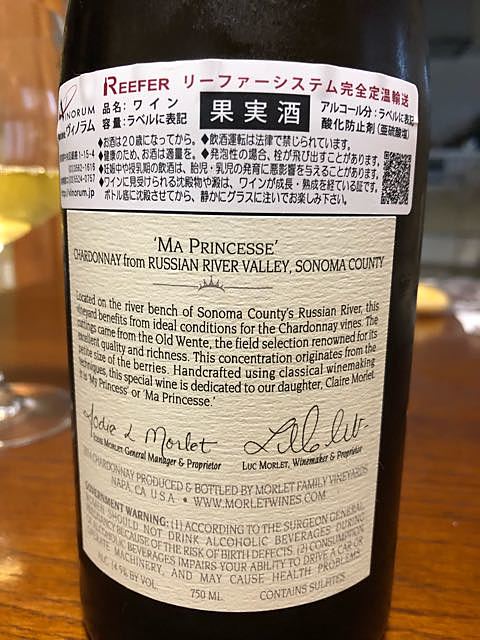 VINORUM REEFER リーファーシステム完全定温輸送
ヴィノラム 品名:ワイン 果実酒 アルコール分:ラベルに表記
容量:ラベルに表記 酸化防止剤(亜硫酸塩)
1-15-4 ◆お酒は20歳になってから。◆飲酒運転は法律で禁じられています。
◆健康のため、お酒は適量を。◆発泡性の場合、栓が飛び出すことがあります。
◆妊娠中や授乳期の飲酒は、胎児・乳児の発育に悪影響を与えることがあります。
vinorum.jp ◆ワインに見受けられる沈殿物や澱は、ワインが成長・熟成を経ている証です。
ボトル底に沈殿させてから、静かにグラスに注いでお楽しみ下さい。
'MA PRINCESSE'
CHARDONNAY from RUSSIAN RIVER VALLEY, SONOMA COUNTY
Located on the river bench of Sonoma County's Russian River, this
vineyard benefits from ideal conditions for the Chardonnay vines. The
cuttings came from the Old Wente, the field selection renowned for its
excellent quality and richness. This concentration originates from the
petite size of the berries. Handcrafted using classical winemaking
techniques, this special wine is dedicated to our daughter, Claire Morlet.
is 'My Princess' or 'Ma Princesse.'
Jodie L Morlet
MORLET General Manager & Proprietor LUC MORLET, Winemaker & Proprietor
CHARDONNAY PRODUCED & BOTTLED BY MORLET FAMILY VINEYARDS
NAPA, CA U.S.A • WWW.MORLETWINES.COM
GOVERNMENT WARNING: (1) ACCORDING TO THE SURGEON GENERAL,
WOMEN SHOULD NOT DRINK ALCOHOLIC BEVERAGES DURING
PREGNANCY BECAUSE OF THE RISK OF BIRTH DEFECTS. (2) CONSUMPTION
OF ALCOHOLIC BEVERAGES IMPAIRS YOUR ABILITY TO DRIVE A CAR OR
OPERATE MACHINERY, AND MAY CAUSE HEALTH PROBLEMS.
BY VOL. 750 ML CONTAINS SULFITES